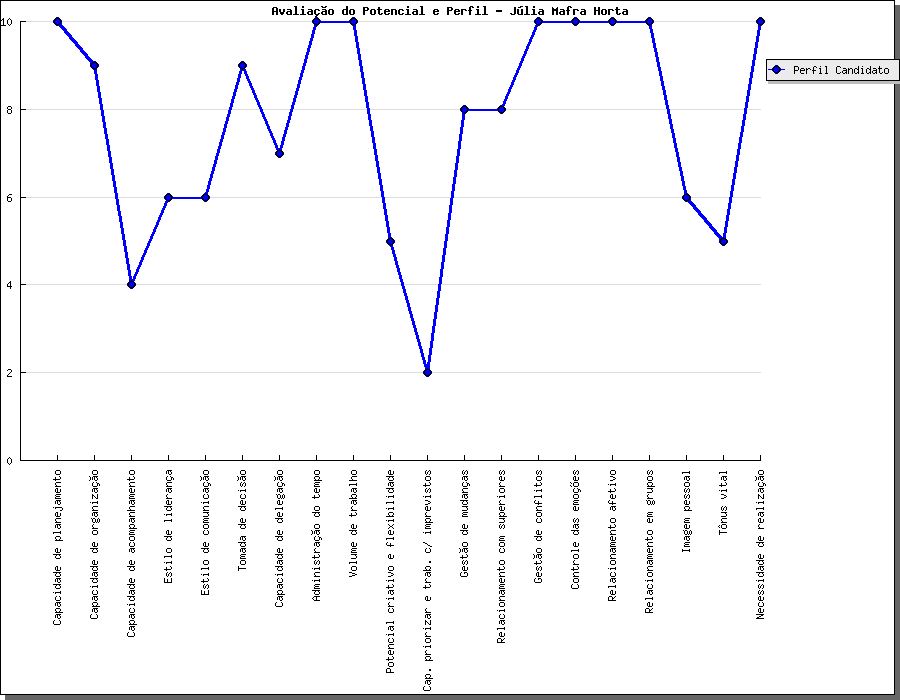 Avaliação do Potencial e Perfil - Júlia Mafra Horta
10
8
6
4
2
0
Perfil Candidato
Capacidade de planejamento
Capacidade de organização
Capacidade de acompanhamento
Estilo de liderança
Estilo de comunicação
Tomada de decisão
Capacidade de delegação
Administração do tempo
Volume de trabalho
Potencial criativo e flexibilidade
Cap. priorizar e trab. c/ imprevistos
Gestão de mudanças
Relacionamento com superiores
Gestão de conflitos
Controle das emoções
Relacionamento afetivo
Relacionamento em grupos
Imagem pessoal
Tônus vital
Necessidade de realização